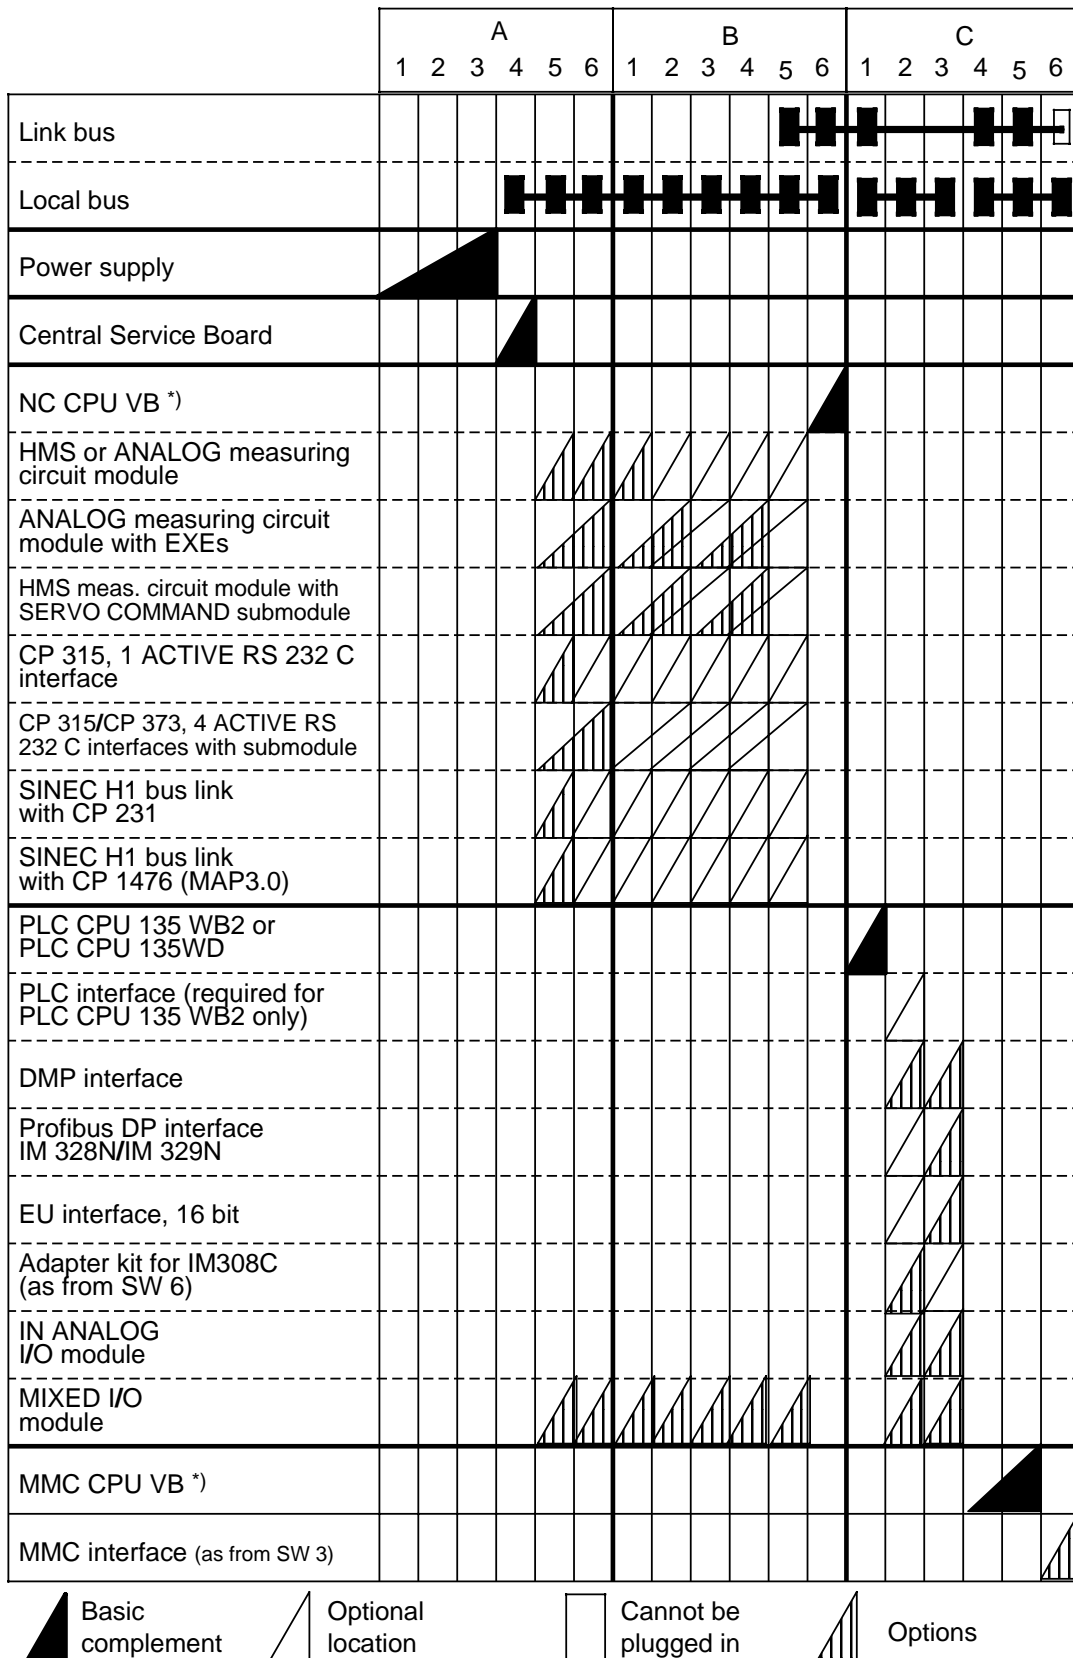 A B C
1 2 3 4 5 6 1 2 3 4 5 6 1 2 3 4 5 6
Link bus
Local bus
Power supply
Central Service Board
NC CPU VB *)
HMS or ANALOG measuring
circuit module
ANALOG measuring circuit
module with EXEs
HMS meas. circuit module with
SERVO COMMAND submodule
CP 315, 1 ACTIVE RS 232 C
interface
CP 315/CP 373, 4 ACTIVE RS
232 C interfaces with submodule
SINEC H1 bus link
with CP 231
SINEC H1 bus link
with CP 1476 (MAP3.0)
PLC CPU 135 WB2 or
PLC CPU 135WD
PLC interface (required for
PLC CPU 135 WB2 only)
DMP interface
Profibus DP interface
IM 328N/IM 329N
EU interface, 16 bit
Adapter kit for IM308C
(as from SW 6)
IN ANALOG
I/O module
MIXED I/O
module
MMC CPU VB *)
MMC interface (as from SW 3)
Basic
complement
Optional
location
Cannot be
plugged in
Options